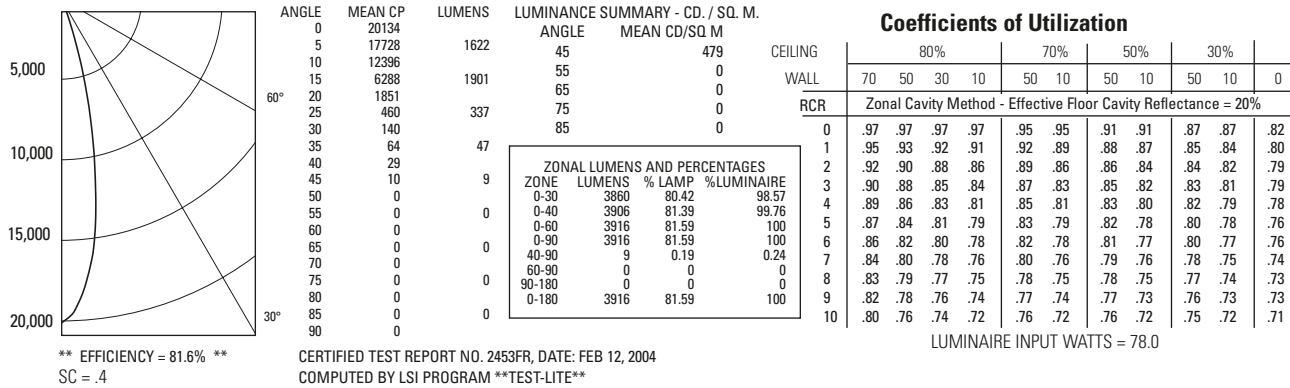 5,000
10,000
15,000
20,000
60°
30°
** EFFICIENCY = 81.6% **
SC = .4
ANGLE MEAN CP LUMENS
0 20134
5 17728 1622
10 12396
15 6288 1901
20 1851
25 460 337
30 140
35 64 47
40 29
45 10 9
50 0
55 0 0
60 0
65 0 0
70 0
75 0 0
80 0
85 0 0
90 0
CERTIFIED TEST REPORT NO. 2453FR, DATE: FEB 12, 2004
COMPUTED BY LSI PROGRAM **TEST-LITE**
LUMINANCE SUMMARY - CD. / SQ. M.
ANGLE MEAN CD/SQ M
45 479
55 0
65 0
75 0
85 0
ZONAL LUMENS AND PERCENTAGES
ZONE LUMENS % LAMP %LUMINAIRE
0-30 3860 80.42 98.57
0-40 3906 81.39 99.76
0-60 3916 81.59 100
0-90 3916 81.59 100
40-90 9 0.19 0.24
60-90 0 0 0
90-180 0 0 0
0-180 3916 81.59 100
Coefficients of Utilization
CEILING 80% 70% 50% 30%
WALL 70 50 30 10 50 10 50 10 50 10 0
RCR Zonal Cavity Method - Effective Floor Cavity Reflectance = 20%
0 .97 .97 .97 .97 .95 .95 .91 .91 .87 .87 .82
1 .95 .93 .92 .91 .92 .89 .88 .87 .85 .84 .80
2 .92 .90 .88 .86 .89 .86 .86 .84 .84 .82 .79
3 .90 .88 .85 .84 .87 .83 .85 .82 .83 .81 .79
4 .89 .86 .83 .81 .85 .81 .83 .80 .82 .79 .78
5 .87 .84 .81 .79 .83 .79 .82 .78 .80 .78 .76
6 .86 .82 .80 .78 .82 .78 .81 .77 .80 .77 .76
7 .84 .80 .78 .76 .80 .76 .79 .76 .78 .75 .74
8 .83 .79 .77 .75 .78 .75 .78 .75 .77 .74 .73
9 .82 .78 .76 .74 .77 .74 .77 .73 .76 .73 .73
10 .80 .76 .74 .72 .76 .72 .76 .72 .75 .72 .71
LUMINAIRE INPUT WATTS = 78.0